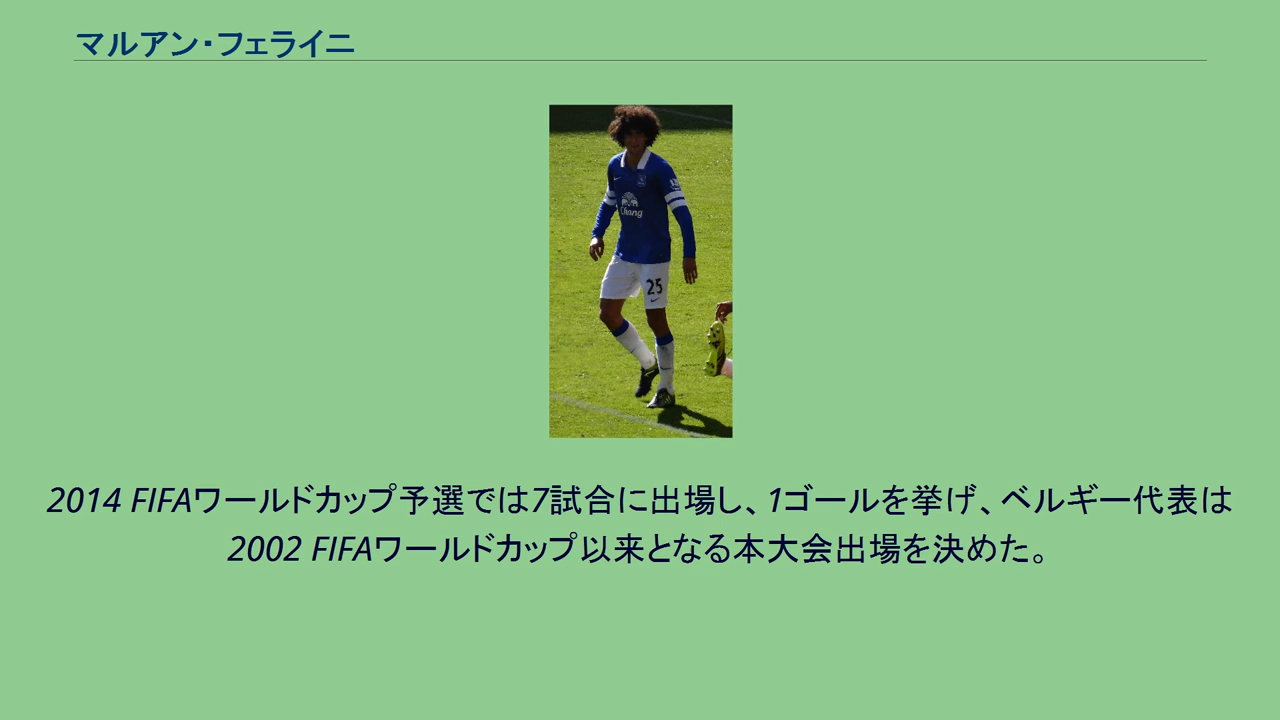 マルアン・フェライニ
Chang
25
2014 FIFAワールドカップ予選では7試合に出場し、1ゴールを挙げ、ベルギー代表は
2002 FIFAワールドカップ以来となる本大会出場を決めた。